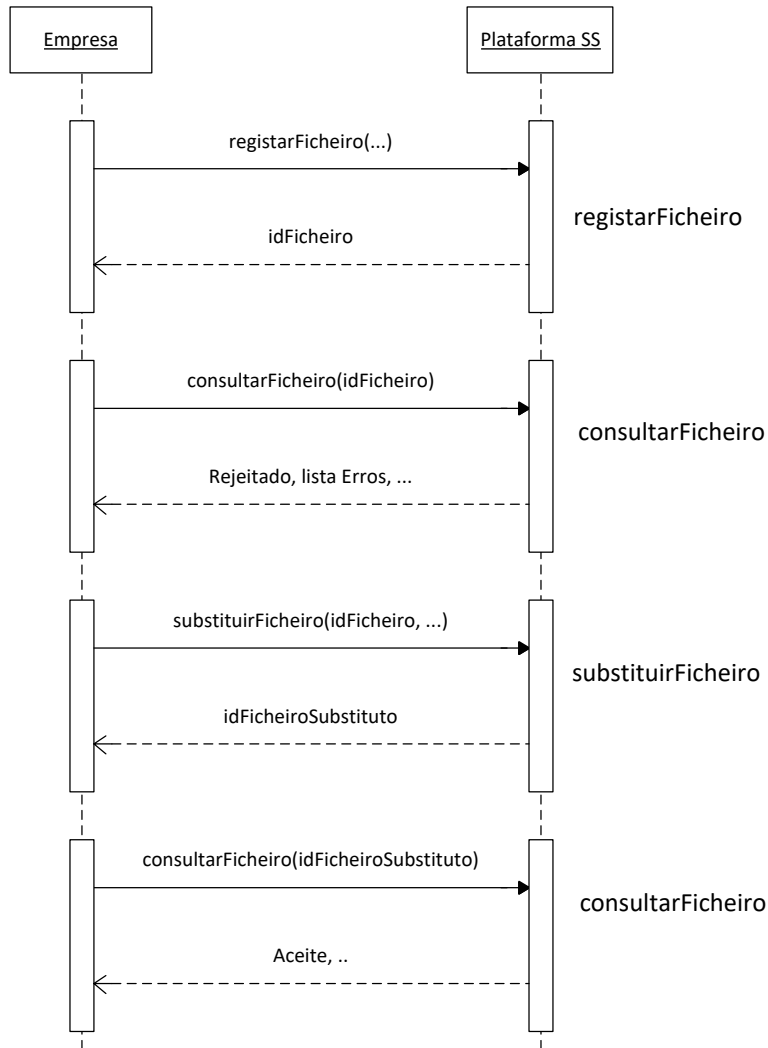 Empresa
Plataforma SS
registarFicheiro(...)
registarFicheiro
idFicheiro
consultarFicheiro(idFicheiro)
consultarFicheiro
Rejeitado, lista Erros, ...
substituirFicheiro(idFicheiro, ...)
substituirFicheiro
idFicheiroSubstituto
consultarFicheiro(idFicheiroSubstituto)
consultarFicheiro
Aceite, ..